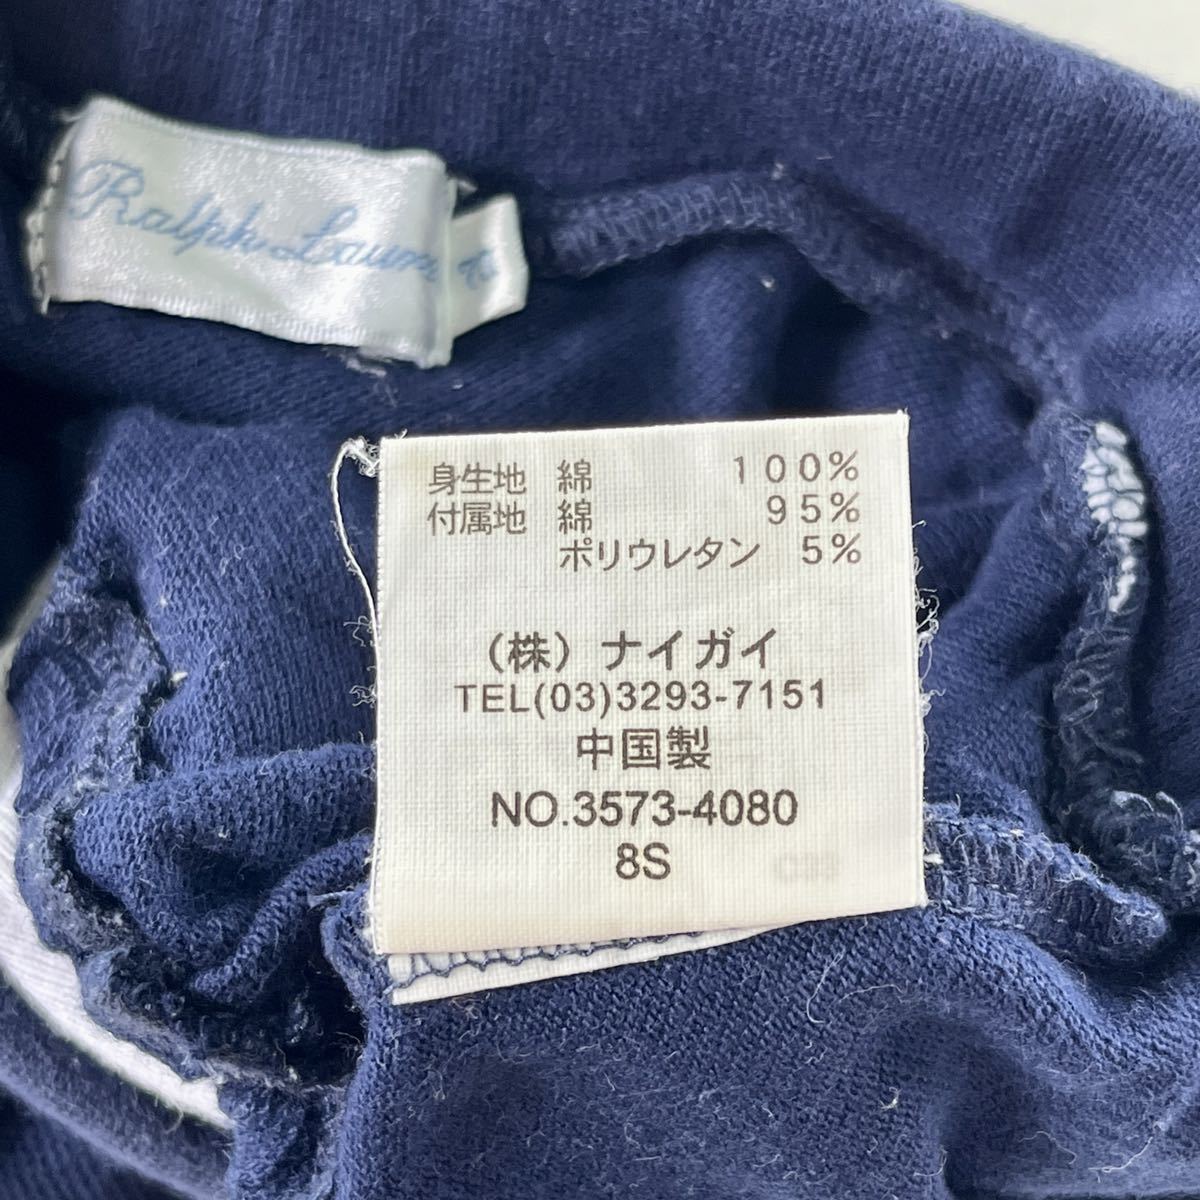 Ralph Lauren
身生地 綿 100%
付属地 綿 95%
ポリウレタン 5%
(株) ナイガイ
TEL(03)3293-7151
中国製
NO.3573-4080
8S